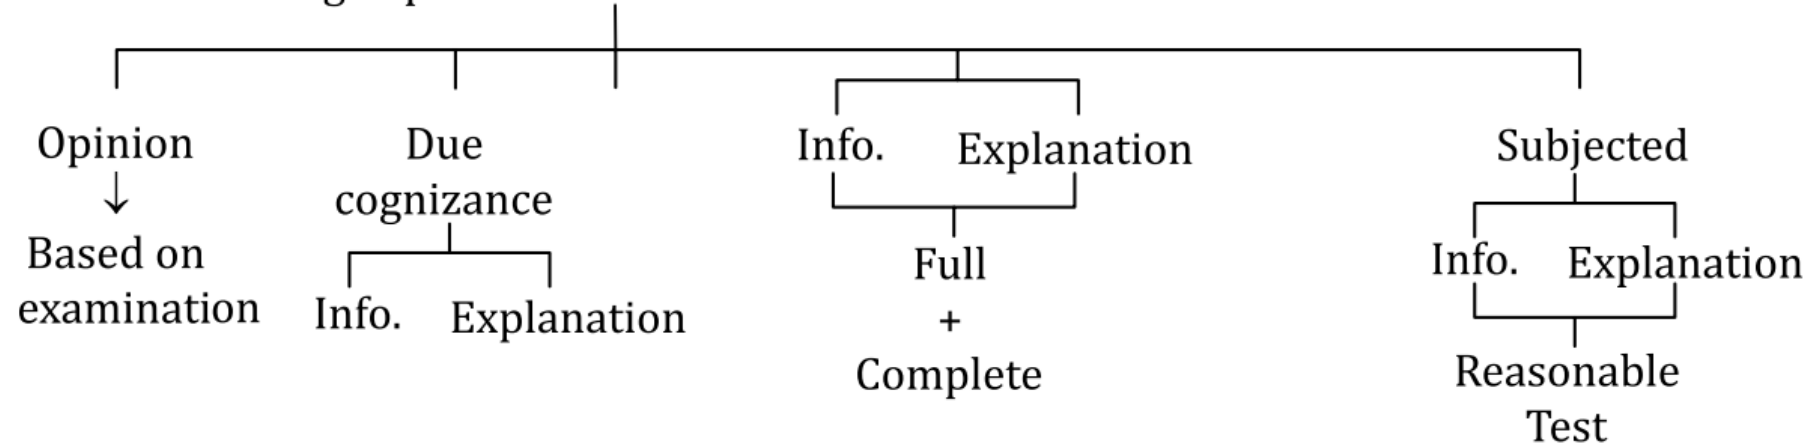 Opinion
Based on
examination
Due
cognizance
Info. Explanation
Info. Explanation
Full
+
Complete
Subjected
Info. Explanation
Reasonable
Test